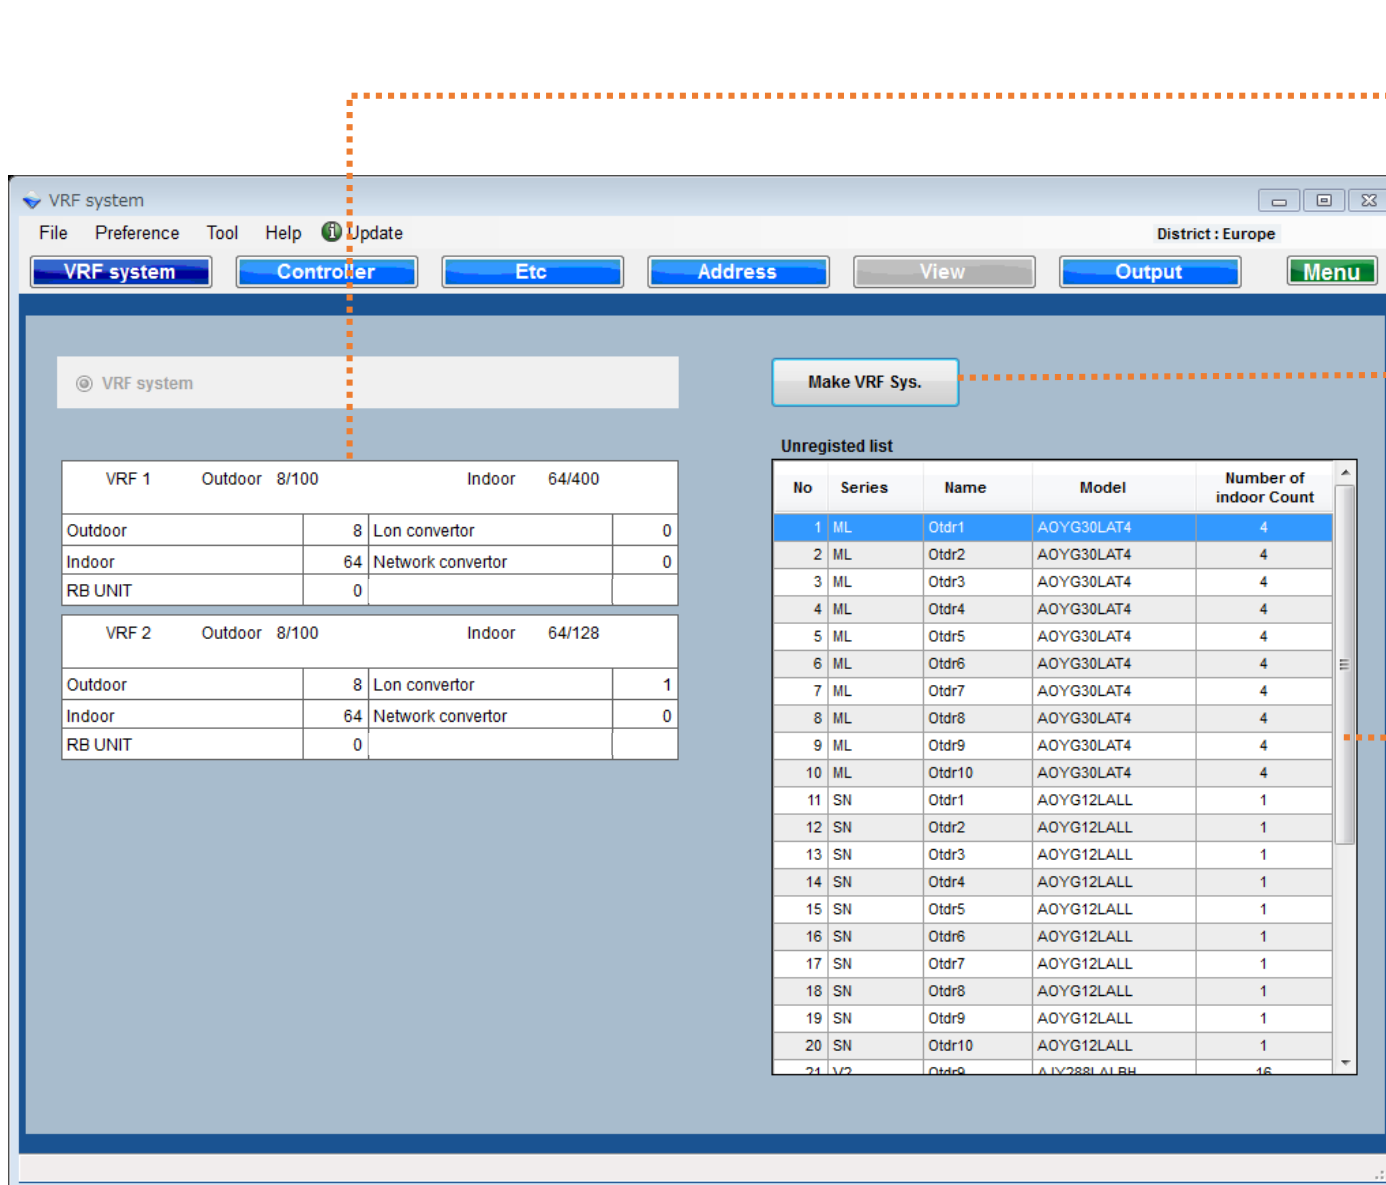 VRF system
File Preference Tool Help Update District : Europe
VRF system Controller Etc Address View Output Menu
VRF system
Make VRF Sys.
VRF 1 Outdoor 8/100 Indoor 64/400
Outdoor 8 Lon convertor 0
Indoor 64 Network convertor 0
RB UNIT 0
VRF 2 Outdoor 8/100 Indoor 64/128
Outdoor 8 Lon convertor 1
Indoor 64 Network convertor 0
RB UNIT 0
Unregisted list
No Series Name Model Number of
indoor Count
1 ML Otdr1 AOYG30LAT4 4
2 ML Otdr2 AOYG30LAT4 4
3 ML Otdr3 AOYG30LAT4 4
4 ML Otdr4 AOYG30LAT4 4
5 ML Otdr5 AOYG30LAT4 4
6 ML Otdr6 AOYG30LAT4 4
7 ML Otdr7 AOYG30LAT4 4
8 ML Otdr8 AOYG30LAT4 4
9 ML Otdr9 AOYG30LAT4 4
10 ML Otdr10 AOYG30LAT4 4
11 SN Otdr1 AOYG12LALL 1
12 SN Otdr2 AOYG12LALL 1
13 SN Otdr3 AOYG12LALL 1
14 SN Otdr4 AOYG12LALL 1
15 SN Otdr5 AOYG12LALL 1
16 SN Otdr6 AOYG12LALL 1
17 SN Otdr7 AOYG12LALL 1
18 SN Otdr8 AOYG12LALL 1
19 SN Otdr9 AOYG12LALL 1
20 SN Otdr10 AOYG12LALL 1
21 V2 Otdr9 AJY288LALBH 16